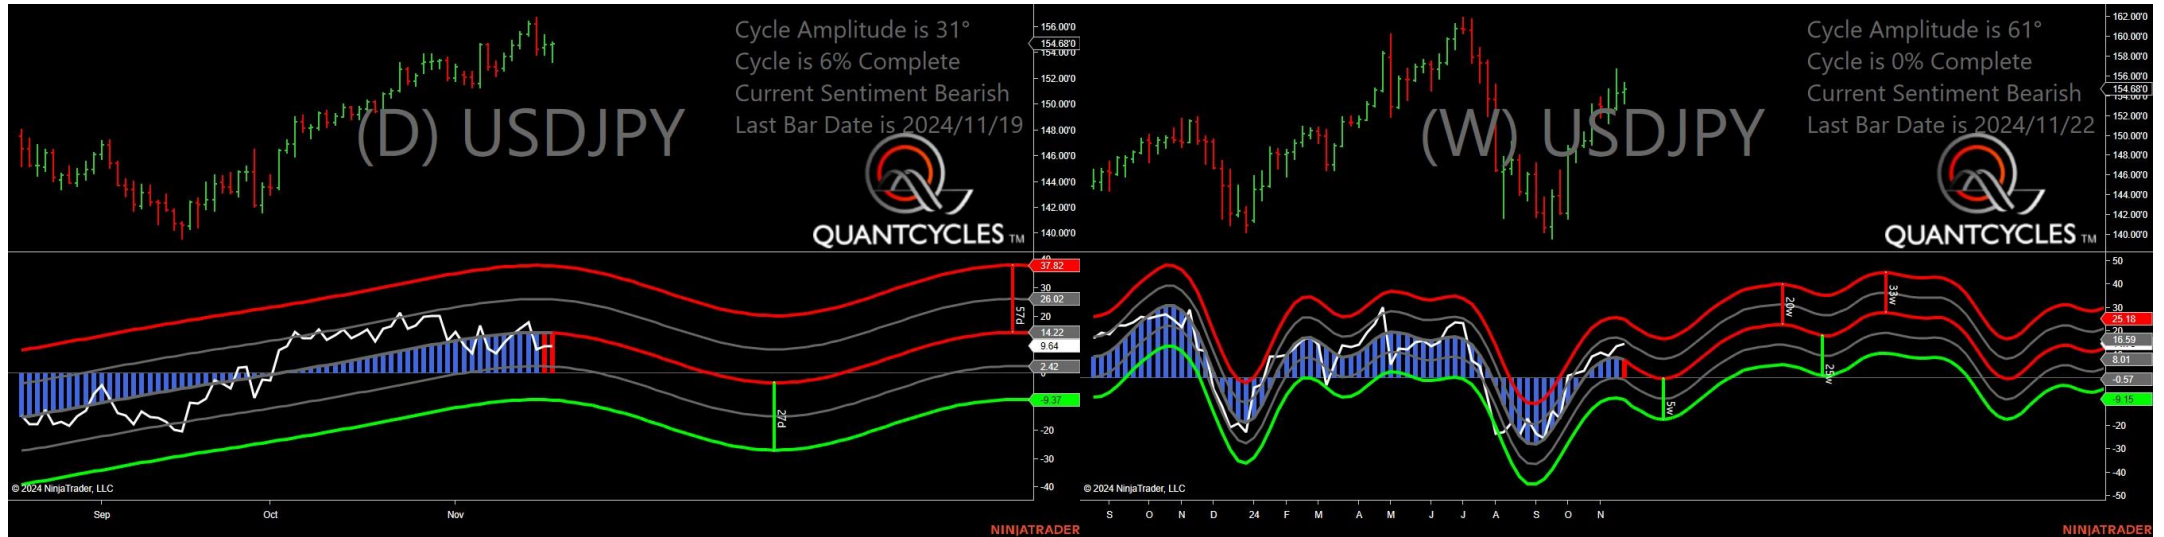 Cycle Amplitude is 31°
Cycle is 6% Complete
Current Sentiment Bearish
Last Bar Date is 2024/11/19
(D) USDJPY
QUANTCYCLES TM
156.00'0
154.68'0
154.00'0
152.00'0
150.00'0
148.00'0
146.00'0
144.00'0
142.00'0
140.00'0
40
37.82
30
26.02
20
14.22
9.64
2.42
0
-9.37
-20
-30
-40
57d
27d
© 2024 NinjaTrader, LLC
Sep Oct Nov
NINJATRADER
Cycle Amplitude is 61°
Cycle is 0% Complete
Current Sentiment Bearish
Last Bar Date is 2024/11/22
(W) USDJPY
QUANTCYCLES TM
162.00'0
160.00'0
158.00'0
156.00'0
154.68'0
154.00'0
152.00'0
150.00'0
148.00'0
146.00'0
144.00'0
142.00'0
140.00'0
50
40
30
25.18
20
16.59
8.01
-0.57
-9.15
-20
-30
-40
-50
5w
20w
25w
33w
© 2024 NinjaTrader, LLC
S O N D 24 F M A M J J A S O N
NINJATRADER